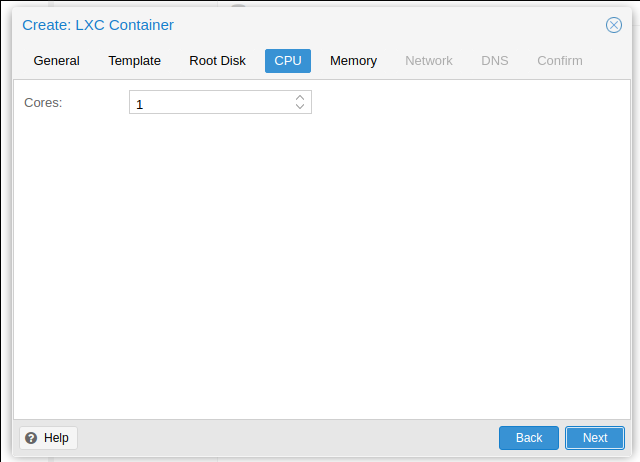 Create: LXC Container
General Template Root Disk CPU Memory Network DNS Confirm
Cores: 1
Help Back Next